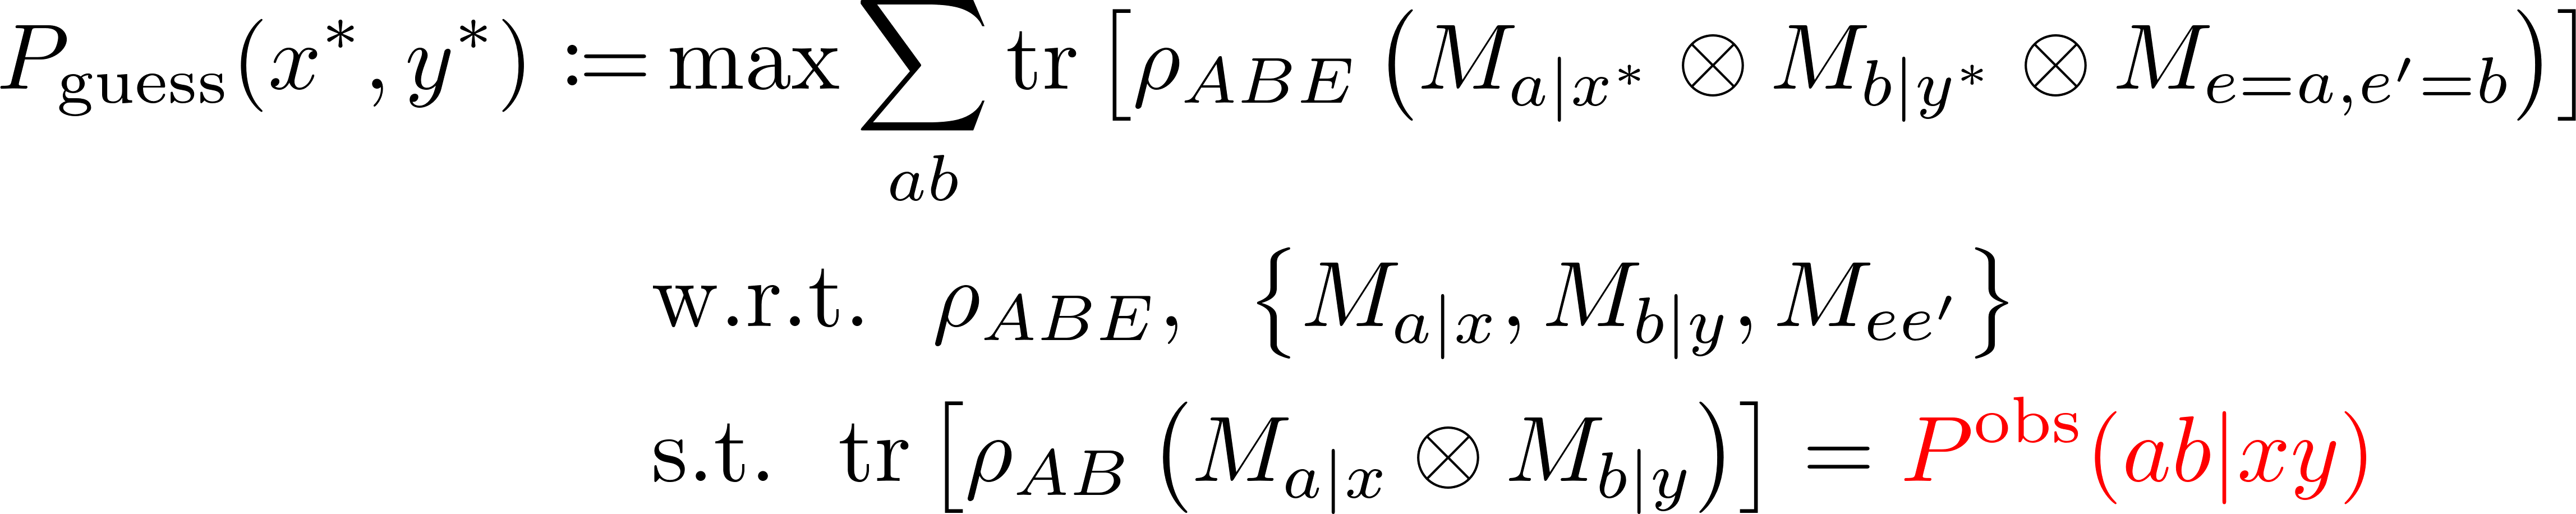 P_guess(x*, y*) := max ∑_{ab} tr [ρ_{ABE} (M_{a|x*} ⊗ M_{b|y*} ⊗ M_{e=a,e′=b})]
w.r.t. ρ_{ABE}, {M_{a|x}, M_{b|y}, M_{ee′}}
s.t. tr [ρ_{AB} (M_{a|x} ⊗ M_{b|y})] = P^{obs}(ab|xy)